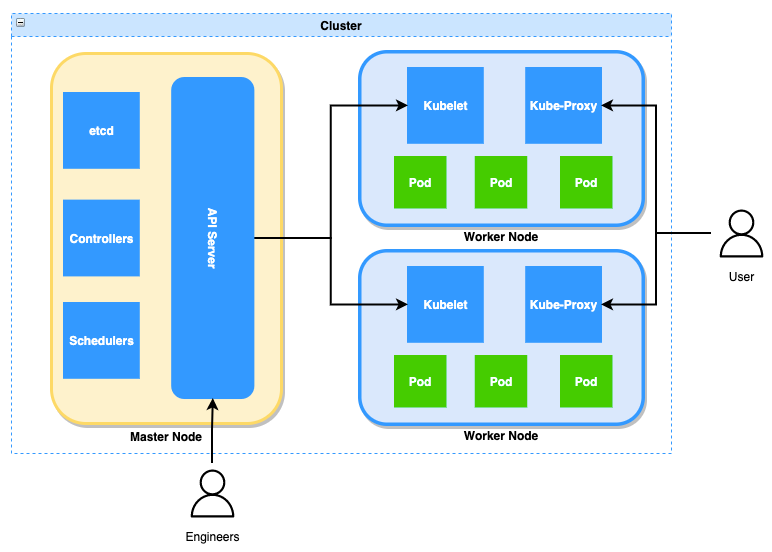 Cluster
etcd
Controllers
Schedulers
API Server
Master Node
Kubelet
Kube-Proxy
Pod
Pod
Pod
Worker Node
Kubelet
Kube-Proxy
Pod
Pod
Pod
Worker Node
User
Engineers